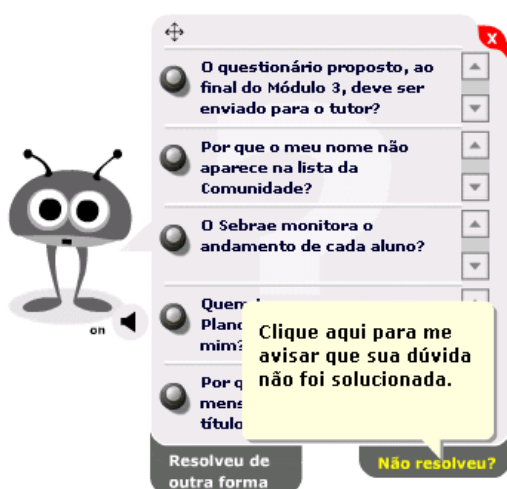 X
O questionário proposto, ao
final do Módulo 3, deve ser
enviado para o tutor?
Por que o meu nome não
aparece na lista da
Comunidade?
O Sebrae monitora o
andamento de cada aluno?
Quem
mim?
Por
título
Clique aqui para me
avisar que sua dúvida
não foi solucionada.
on
Resolveu de
outra forma
Não resolveu?